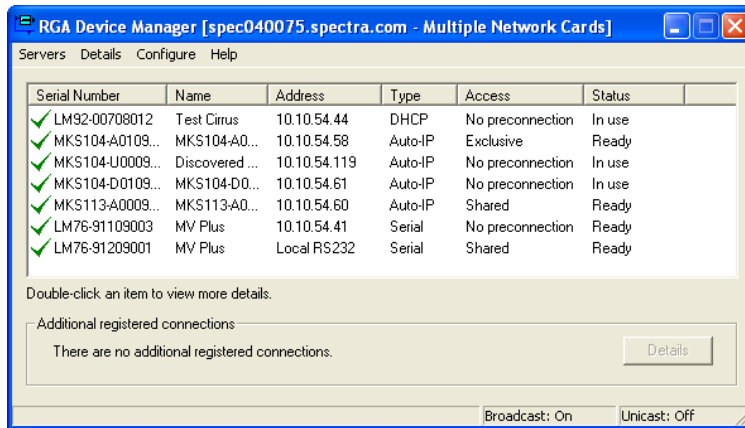 RGA Device Manager [spec040075.spectra.com - Multiple Network Cards]
Servers Details Configure Help
Serial Number Name Address Type Access Status
LM92-00708012 Test Cirrus 10.10.54.44 DHCP No preconnection In use
MKS104-A0109... MKS104-A0... 10.10.54.58 Auto-IP Exclusive Ready
MKS104-U0009... Discovered ... 10.10.54.119 Auto-IP No preconnection In use
MKS104-D0109... MKS104-D0... 10.10.54.61 Auto-IP No preconnection In use
MKS113-A0009... MKS113-A0... 10.10.54.60 Auto-IP Shared Ready
LM76-91109003 MV Plus 10.10.54.41 Serial No preconnection Ready
LM76-91209001 MV Plus Local RS232 Serial Shared Ready
Double-click an item to view more details.
Additional registered connections
There are no additional registered connections.
Details
Broadcast: On Unicast: Off